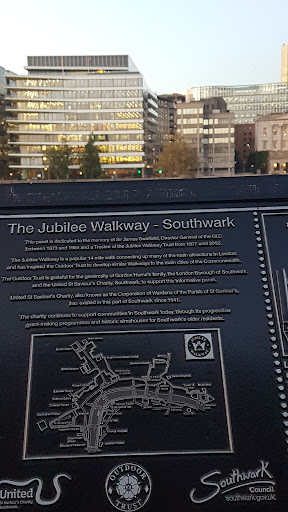 The Jubilee Walkway - Southwark
This panel is dedicated to the memory of Sir James Swaffield, Director General of the GLC
between 1973 and 1984 and a Trustee of the Jubilee Walkway Trust from 1977 until 2012.
The Jubilee Walkway is a popular 14 mile walk connecting up many of the main attractions in London
and has inspired the Outdoor Trust to develop similar Walkways in the main cities of the Commonwealth.
The Outdoor Trust is grateful for the generosity of Gordon Horne's family, the London Borough of Southwark
and the United St Saviour's Charity, Southwark, to support this informative panel.
United St Saviour's Charity, also known as the Corporation of Wardens of the Parish of St Saviour's,
has existed in this part of Southwark since 1541.
The charity continues to support communities in Southwark today through its progressive
grant-making programmes and historic almshouses for Southwark's older residents.
United
St Saviour's Charity
Southwark
OUTDOOR
TRUST
Southwark
Council
southwark.gov.uk